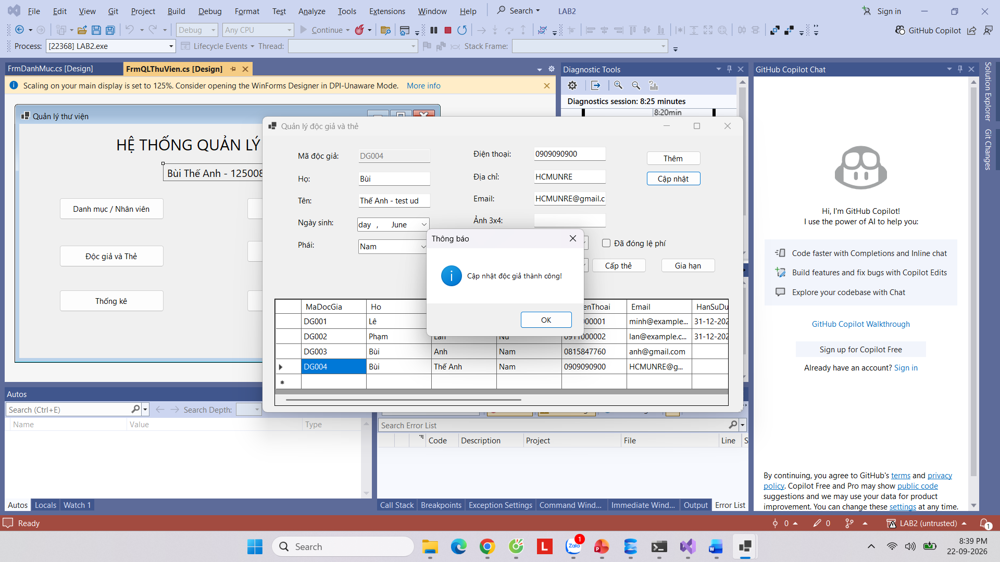 File Edit View Git Project Build Debug Format Test Analyze Tools Extensions Window Help Search LAB2 Sign in
Debug Any CPU Continue GitHub Copilot
Process: [22368] LAB2.exe Lifecycle Events Thread: Stack Frame:
FrmDanhMuc.cs [Design] FrmQLThuVien.cs [Design]
Scaling on your main display is set to 125%. Consider opening the WinForms Designer in DPI-Unaware Mode. More info
Quản lý thư viện
HỆ THỐNG QUẢN LÝ
Bùi Thế Anh - 125008
Danh mục / Nhân viên
Độc giả và Thẻ
Thống kê
Diagnostic Tools
Diagnostics session: 8:25 minutes
8:20min
Quản lý độc giả và thẻ
Mã độc giả: DG004
Họ: Bùi
Tên: Thế Anh - test ud
Ngày sinh: day , June
Phái: Nam
Điện thoại: 0909090900
Địa chỉ: HCMUNRE
Email: HCMUNRE@gmail.c
Ảnh 3x4:
Thêm
Cập nhật
Đã đóng lệ phí
Cấp thẻ Gia hạn
Thông báo
Cập nhật độc giả thành công!
OK
MaDocGia Ho enThoai Email HanSuDu
DG001 Lê 000001 minh@example... 31-12-202
DG002 Phạm Lan Nữ 0911000002 lan@example.c... 31-12-202
DG003 Bùi Anh Nam 0815847760 anh@gmail.com
DG004 Bùi Thế Anh Nam 0909090900 HCMUNRE@g...
GitHub Copilot Chat
Hi, I'm GitHub Copilot!
I use the power of AI to help you:
Code faster with Completions and Inline chat
Build features and fix bugs with Copilot Edits
Explore your codebase with Chat
GitHub Copilot Walkthrough
Sign up for Copilot Free
Already have an account? Sign in
By continuing, you agree to GitHub's terms and privacy
policy. Copilot Free and Pro may show public code
suggestions and we may use your data for product
improvement. You can change these settings at any time.
Solution Explorer
Git Changes
Autos
Search (Ctrl+E) Search Depth:
Name Value Type
Autos Locals Watch 1
Search Error List
Code Description Project File Line S
Call Stack Breakpoints Exception Settings Command Wind... Immediate Wind... Output Error List
Ready 0 0 LAB2 (untrusted) 1
Search
Zalo 1
8:39 PM
22-09-2026